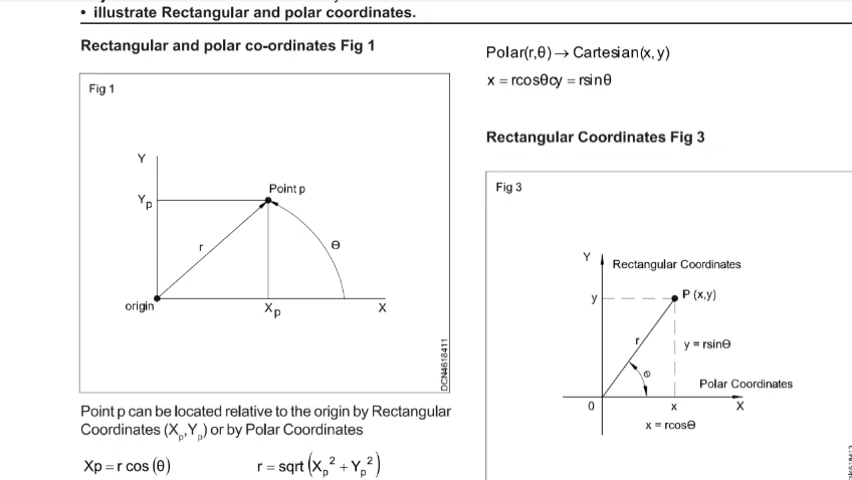 • illustrate Rectangular and polar coordinates.
Rectangular and polar co-ordinates Fig 1
Fig 1
Y
Yp
Point p
r
θ
origin
Xp
X
DCN4618411
Point p can be located relative to the origin by Rectangular
Coordinates (Xp,Yp) or by Polar Coordinates
Xp = r cos (θ)
r = sqrt (Xp² + Yp²)
Polar(r,θ) → Cartesian(x, y)
x = rcosθcy = rsinθ
Rectangular Coordinates Fig 3
Fig 3
Y
Rectangular Coordinates
y
P (x,y)
r
y = rsinθ
θ
Polar Coordinates
0
x
X
x = rcosθ